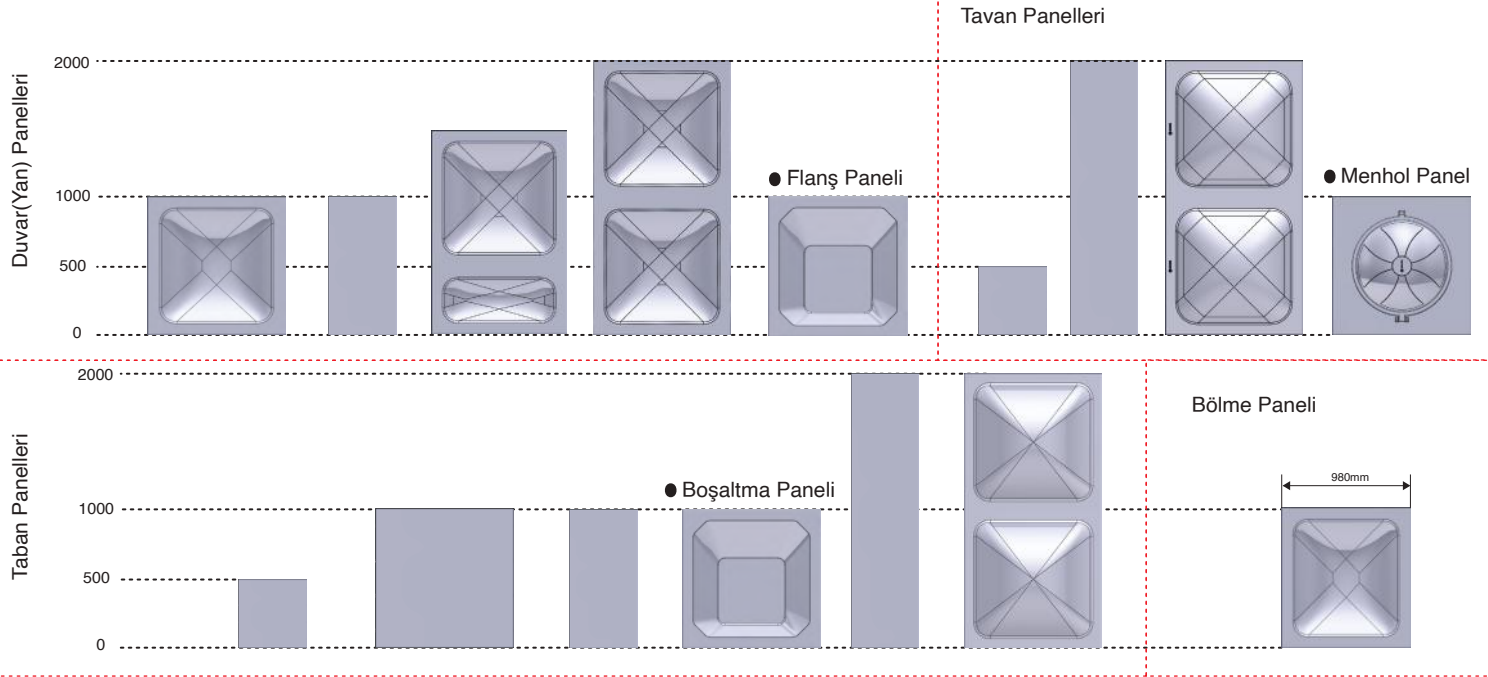 Tavan Panelleri
Duvar(Yan) Panelleri
2000
1000
500
0
● Flanş Paneli
● Menhol Panel
Taban Panelleri
2000
1000
500
0
● Boşaltma Paneli
Bölme Paneli
980mm